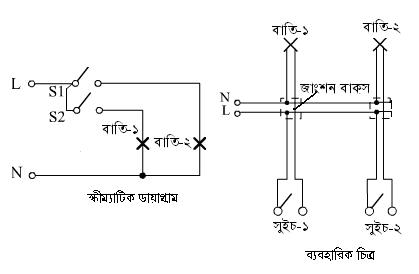 L
S1
S2
বাতি-১
বাতি-২
N
স্কীম্যাটিক ডায়াগ্রাম
বাতি-১
বাতি-২
জাংশন বাকস
N
L
সুইচ-১
সুইচ-২
ব্যবহারিক চিত্র